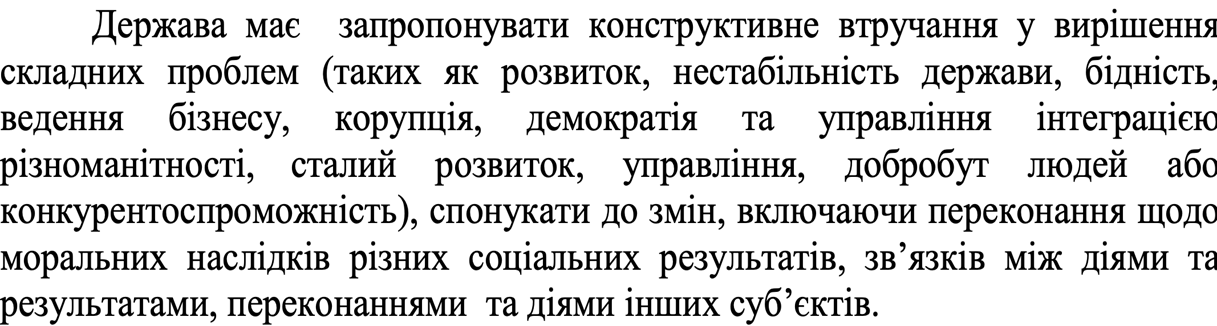 Держава має запропонувати конструктивне втручання у вирішення
складних проблем (таких як розвиток, нестабільність держави, бідність,
ведення бізнесу, корупція, демократія та управління інтеграцією
різноманітності, сталий розвиток, управління, добробут людей або
конкурентоспроможність), спонукати до змін, включаючи переконання щодо
моральних наслідків різних соціальних результатів, зв’язків між діями та
результатами, переконаннями та діями інших суб’єктів.